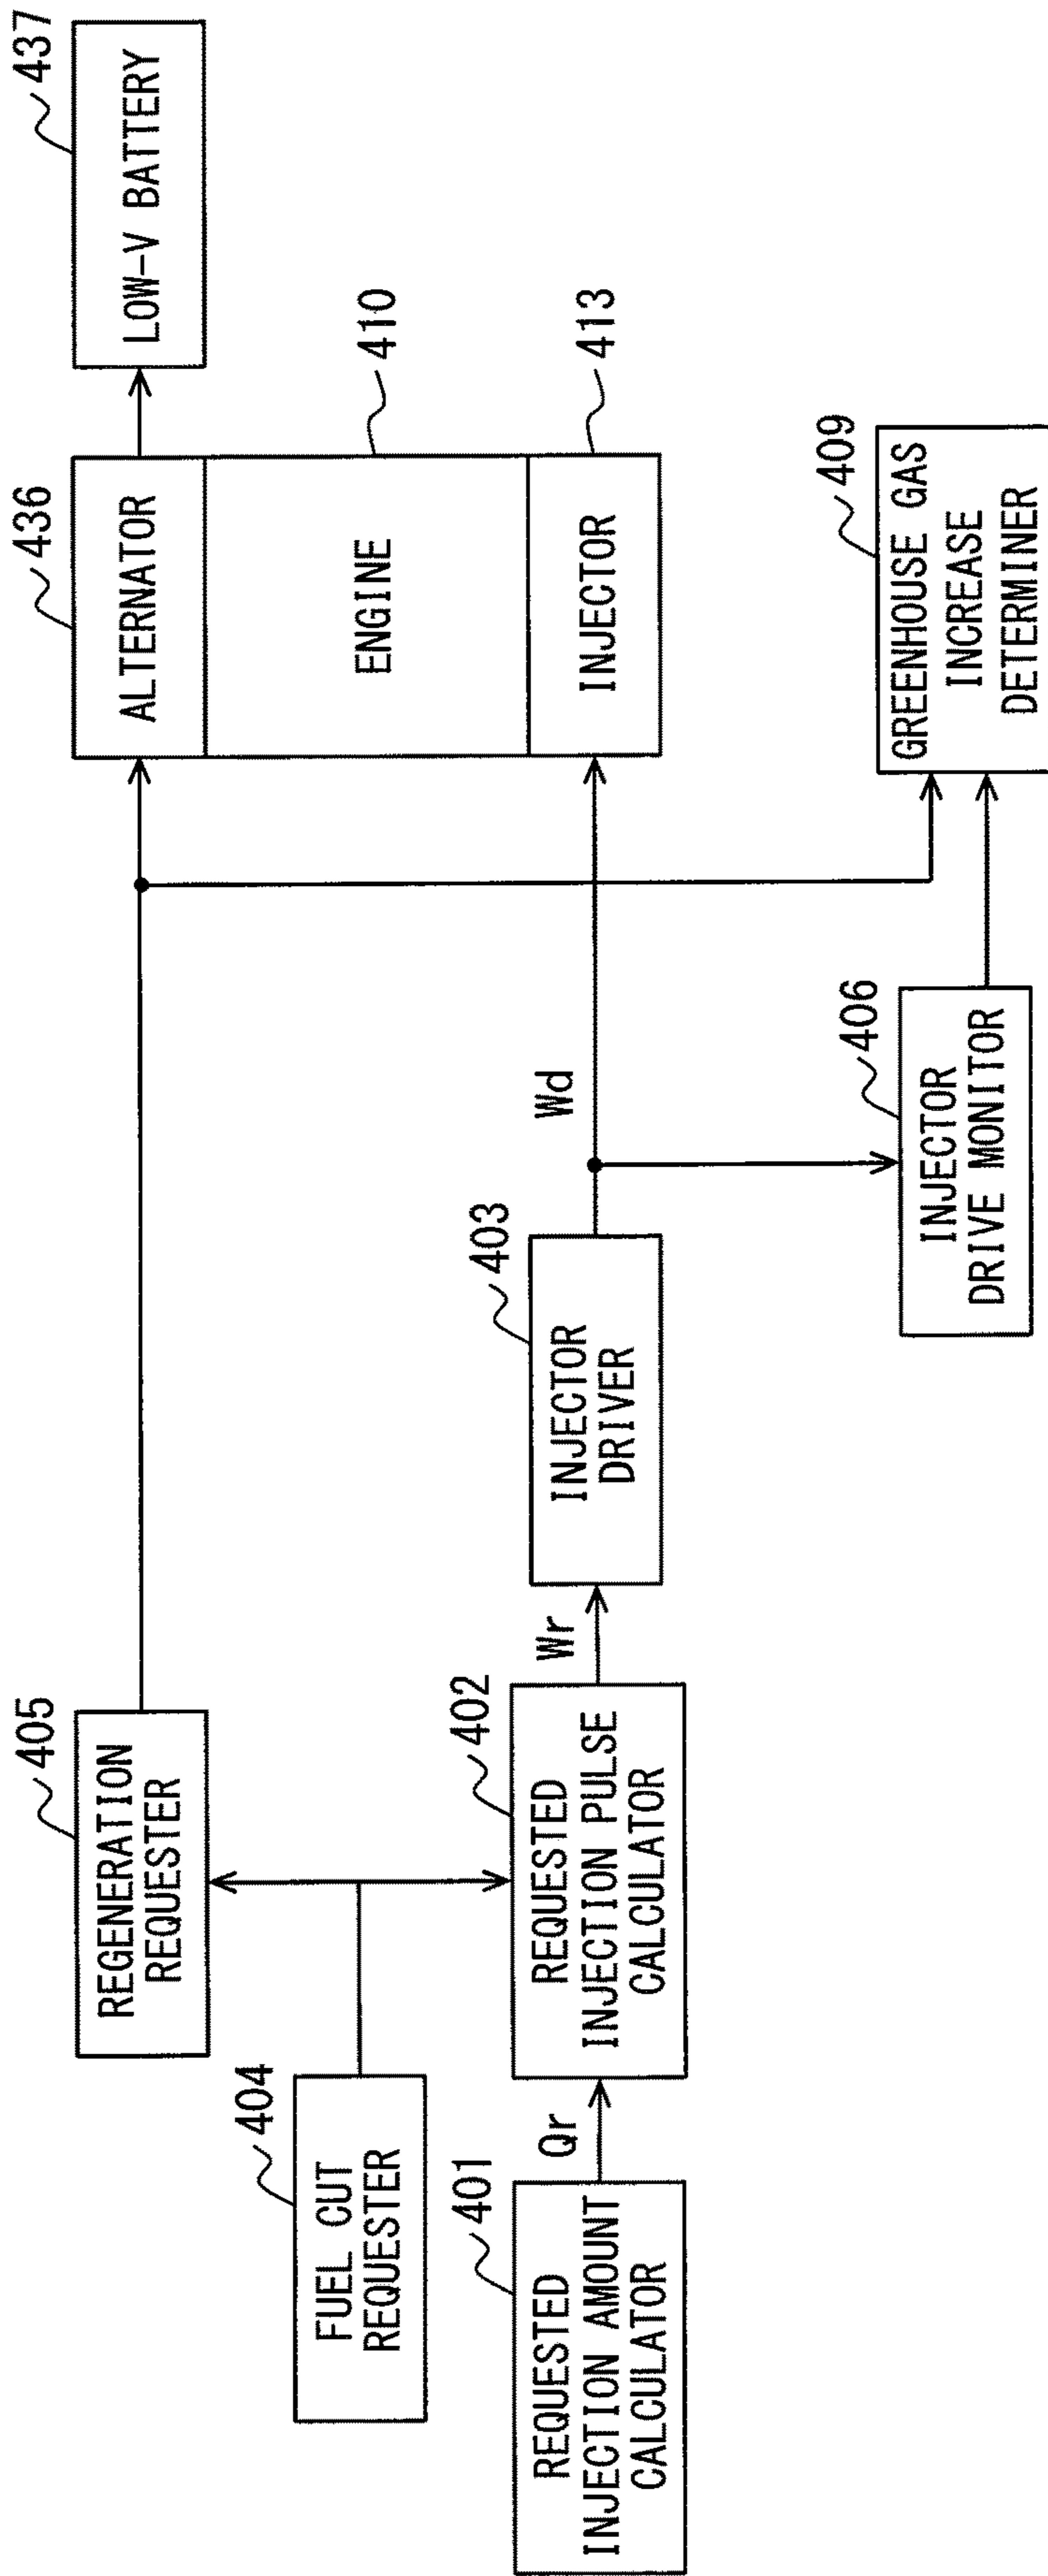 405
REGENERATION
REQUESTER
436
ALTERNATOR
437
LOW-V BATTERY
404
FUEL CUT
REQUESTER
ENGINE
410
401
REQUESTED
INJECTION AMOUNT
CALCULATOR
Qr
402
REQUESTED
INJECTION PULSE
CALCULATOR
Wr
403
INJECTOR
DRIVER
Wd
INJECTOR
413
406
INJECTOR
DRIVE MONITOR
409
GREENHOUSE GAS
INCREASE
DETERMINER